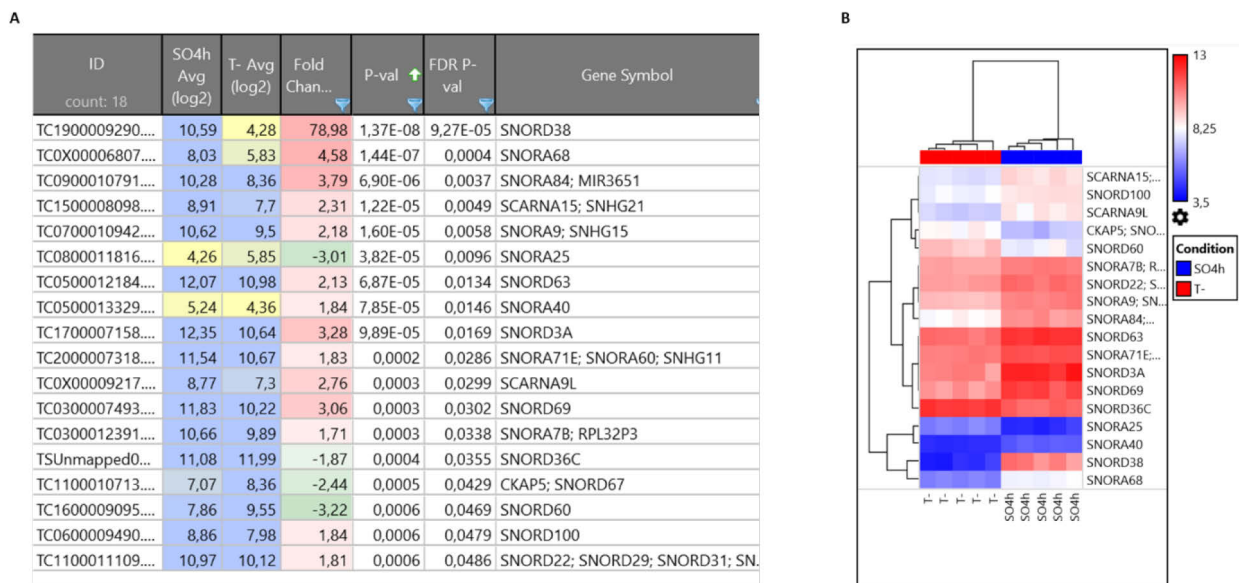 A
ID
count: 18
SO4h
Avg
(log2)
T- Avg
(log2)
Fold
Chan...
P-val
FDR P-
val
Gene Symbol
TC1900009290.... 10,59 4,28 78,98 1,37E-08 9,27E-05 SNORD38
TC0X00006807.... 8,03 5,83 4,58 1,44E-07 0,0004 SNORA68
TC0900010791.... 10,28 8,36 3,79 6,90E-06 0,0037 SNORA84; MIR3651
TC1500008098.... 8,91 7,7 2,31 1,22E-05 0,0049 SCARNA15; SNHG21
TC0700010942.... 10,62 9,5 2,18 1,60E-05 0,0058 SNORA9; SNHG15
TC0800011816.... 4,26 5,85 -3,01 3,82E-05 0,0096 SNORA25
TC0500012184.... 12,07 10,98 2,13 6,87E-05 0,0134 SNORD63
TC0500013329.... 5,24 4,36 1,84 7,85E-05 0,0146 SNORA40
TC1700007158.... 12,35 10,64 3,28 9,89E-05 0,0169 SNORD3A
TC2000007318.... 11,54 10,67 1,83 0,0002 0,0286 SNORA71E; SNORA60; SNHG11
TC0X00009217.... 8,77 7,3 2,76 0,0003 0,0299 SCARNA9L
TC0300007493.... 11,83 10,22 3,06 0,0003 0,0302 SNORD69
TC0300012391.... 10,66 9,89 1,71 0,0003 0,0338 SNORA7B; RPL32P3
TSUnmapped0... 11,08 11,99 -1,87 0,0004 0,0355 SNORD36C
TC1100010713.... 7,07 8,36 -2,44 0,0005 0,0429 CKAP5; SNORD67
TC1600009095.... 7,86 9,55 -3,22 0,0006 0,0469 SNORD60
TC0600009490.... 8,86 7,98 1,84 0,0006 0,0479 SNORD100
TC1100011109.... 10,97 10,12 1,81 0,0006 0,0486 SNORD22; SNORD29; SNORD31; SN...
B
13
8,25
3,5
Condition
SO4h
T-
SCARNA15;...
SNORD100
SCARNA9L
CKAP5; SNO...
SNORD60
SNORA7B; R...
SNORD22; S...
SNORA9; SN...
SNORA84;...
SNORD63
SNORA71E;...
SNORD3A
SNORD69
SNORD36C
SNORA25
SNORA40
SNORD38
SNORA68
T-
T-
T-
T-
T-
SO4h
SO4h
SO4h
SO4h
SO4h